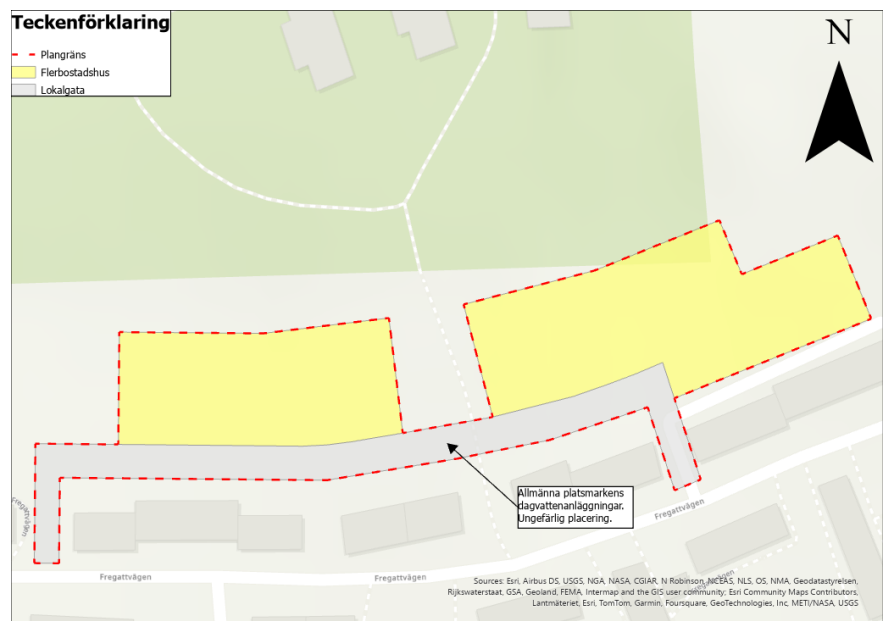 Teckenförklaring
Plangräns
Flerbostadshus
Lokalgata
N
Allmänna platsmarkens
dagvattenanläggningar.
Ungefärlig placering.
Fregattvägen
Fregattvägen
Fregattvägen
Fregattvägen
Fregattvägen
Sources: Esri, Airbus DS, USGS, NGA, NASA, CGIAR, N Robinson, NCEAS, NLS, OS, NMA, Geodatastyrelsen,
Rijkswaterstaat, GSA, Geoland, FEMA, Intermap and the GIS user community; Esri Community Maps Contributors,
Lantmäteriet, Esri, TomTom, Garmin, Foursquare, GeoTechnologies, Inc, METI/NASA, USGS